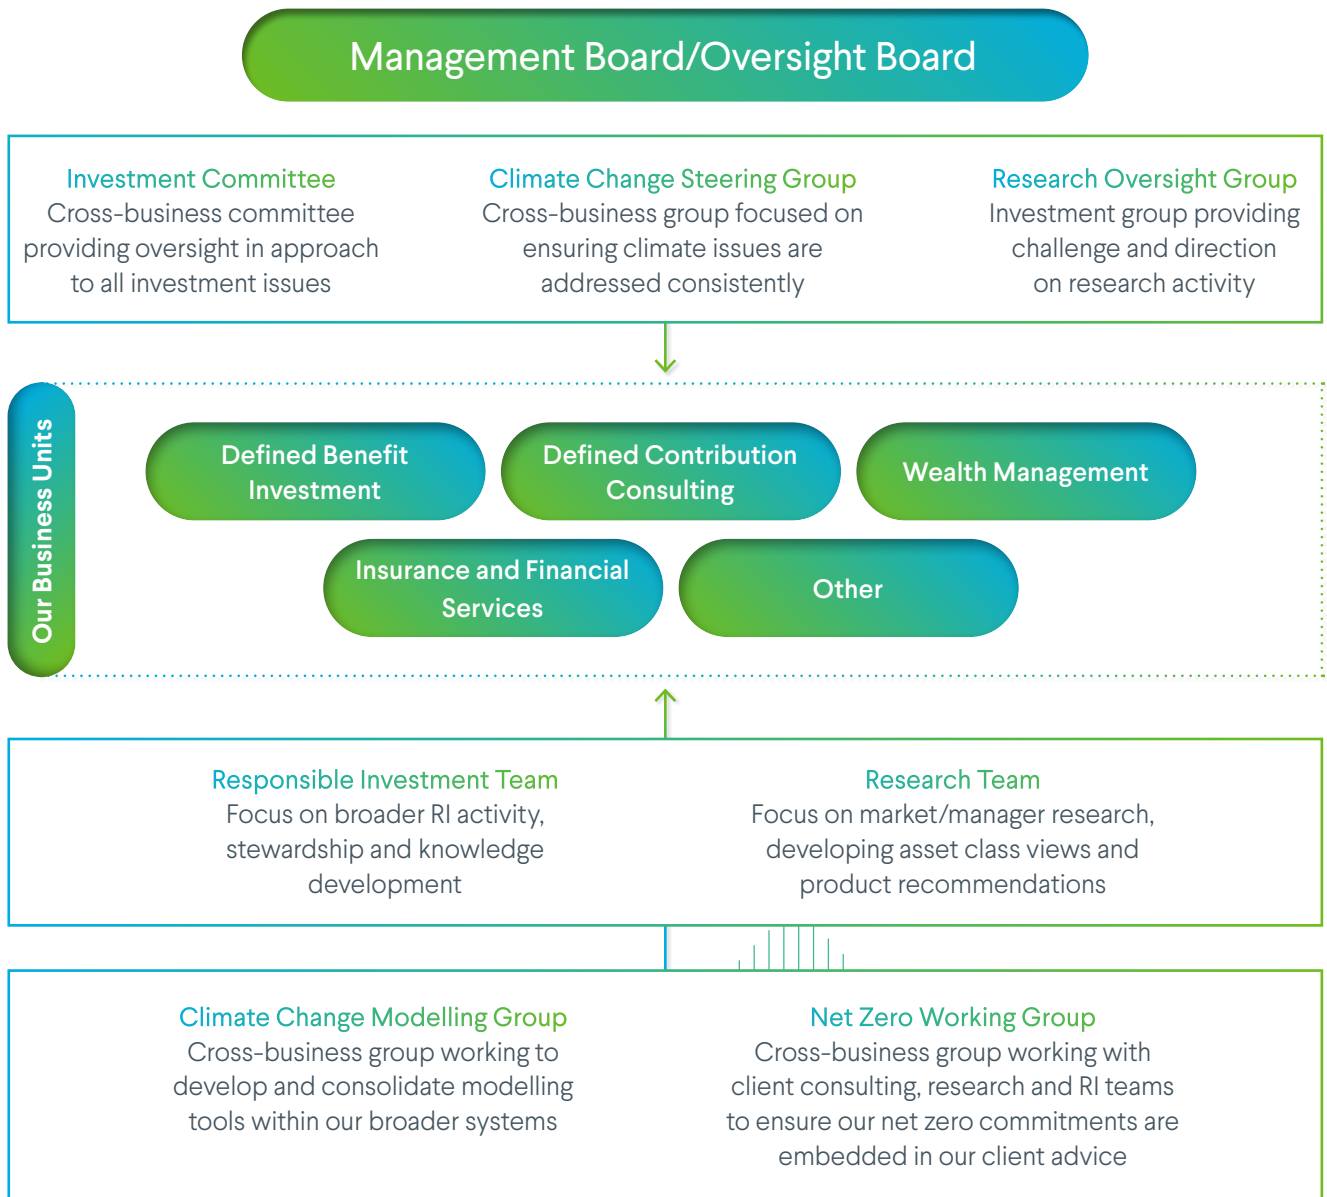 Management Board/Oversight Board
Investment Committee
Cross-business committee
providing oversight in approach
to all investment issues
Climate Change Steering Group
Cross-business group focused on
ensuring climate issues are
addressed consistently
Research Oversight Group
Investment group providing
challenge and direction
on research activity
Our Business Units
Defined Benefit
Investment
Defined Contribution
Consulting
Wealth Management
Insurance and Financial
Services
Other
Responsible Investment Team
Focus on broader RI activity,
stewardship and knowledge
development
Research Team
Focus on market/manager research,
developing asset class views and
product recommendations
Climate Change Modelling Group
Cross-business group working to
develop and consolidate modelling
tools within our broader systems
Net Zero Working Group
Cross-business group working with
client consulting, research and RI teams
to ensure our net zero commitments are
embedded in our client advice